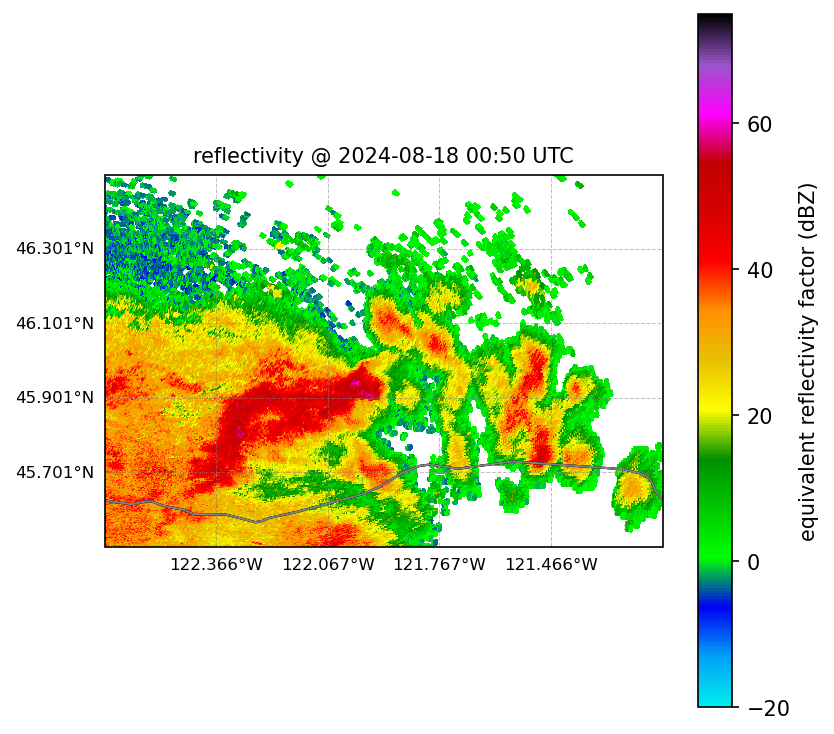 reflectivity @ 2024-08-18 00:50 UTC
46.301°N
46.101°N
45.901°N
45.701°N
122.366°W 122.067°W 121.767°W 121.466°W
60
40
20
0
−20
equivalent reflectivity factor (dBZ)